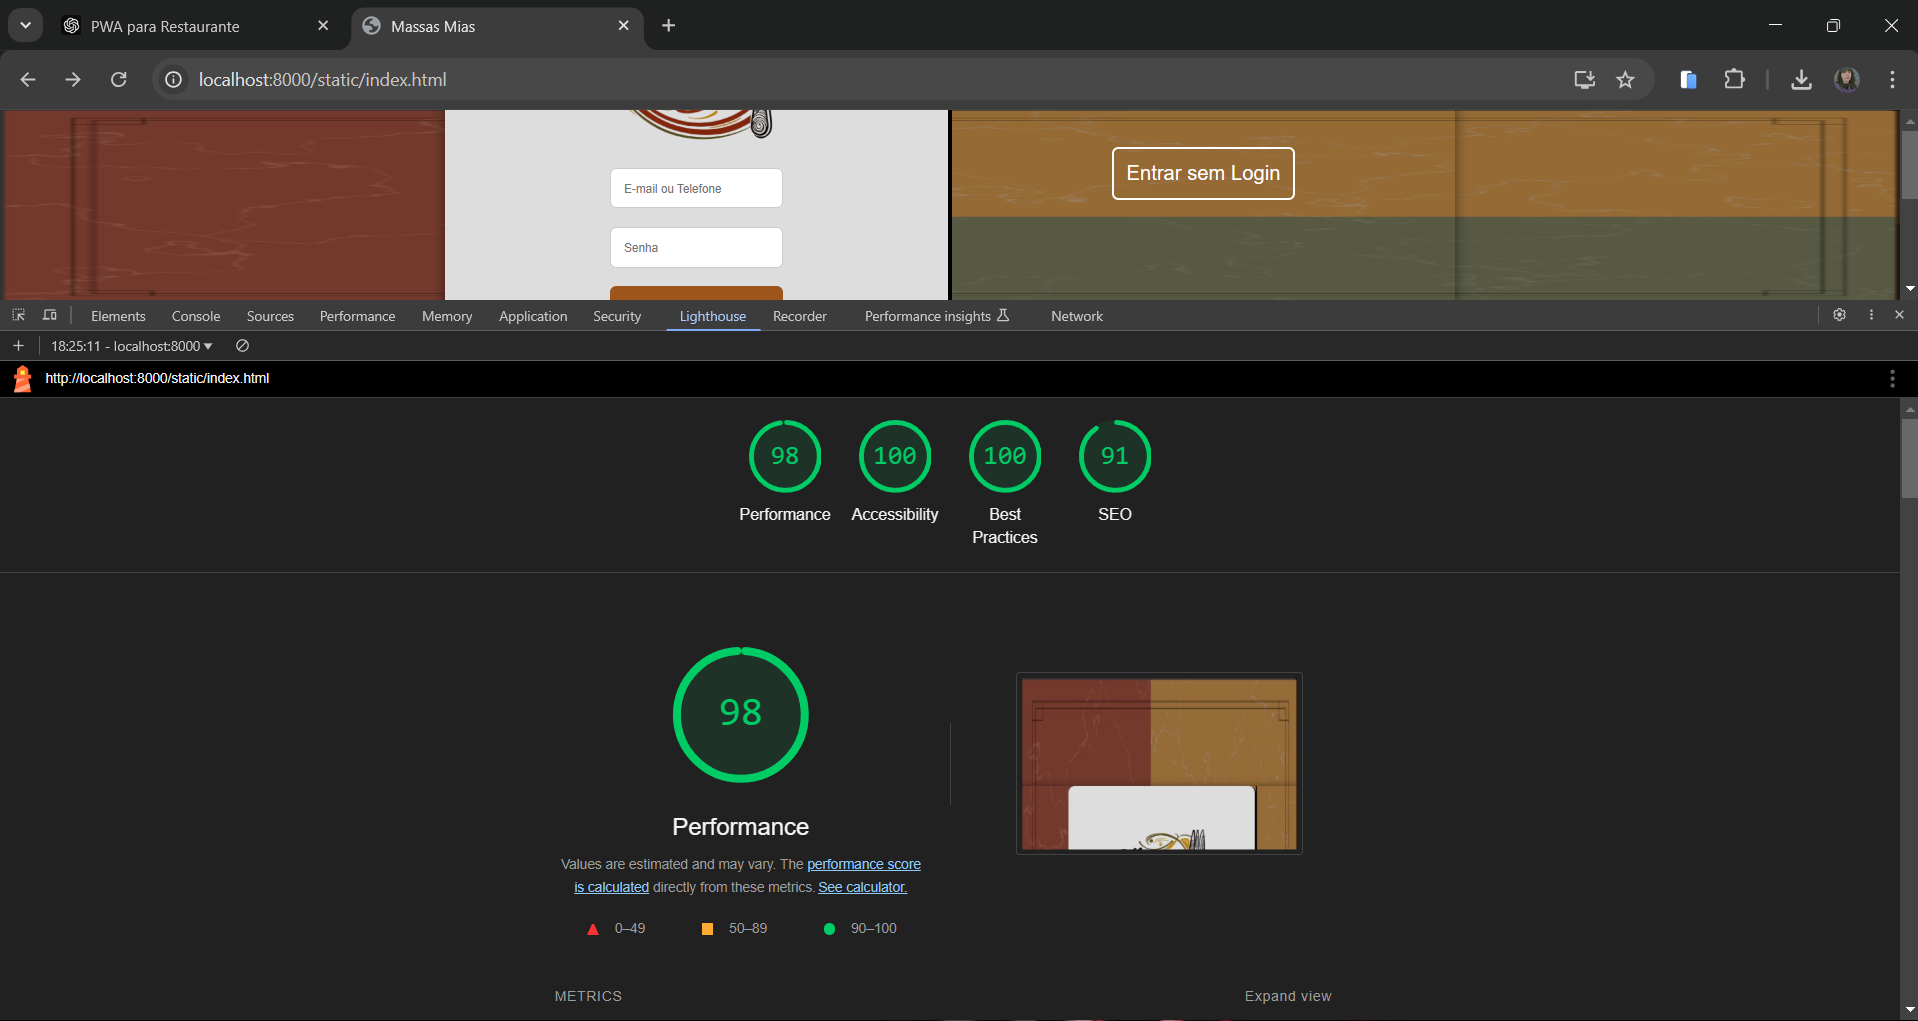 PWA para Restaurante
Massas Mias
localhost:8000/static/index.html
E-mail ou Telefone
Senha
Entrar sem Login
Elements Console Sources Performance Memory Application Security Lighthouse Recorder Performance insights Network
18:25:11 - localhost:8000
http://localhost:8000/static/index.html
98 100 100 91
Performance Accessibility Best Practices SEO
98
Performance
Values are estimated and may vary. The performance score
is calculated directly from these metrics. See calculator.
0–49 50–89 90–100
METRICS Expand view